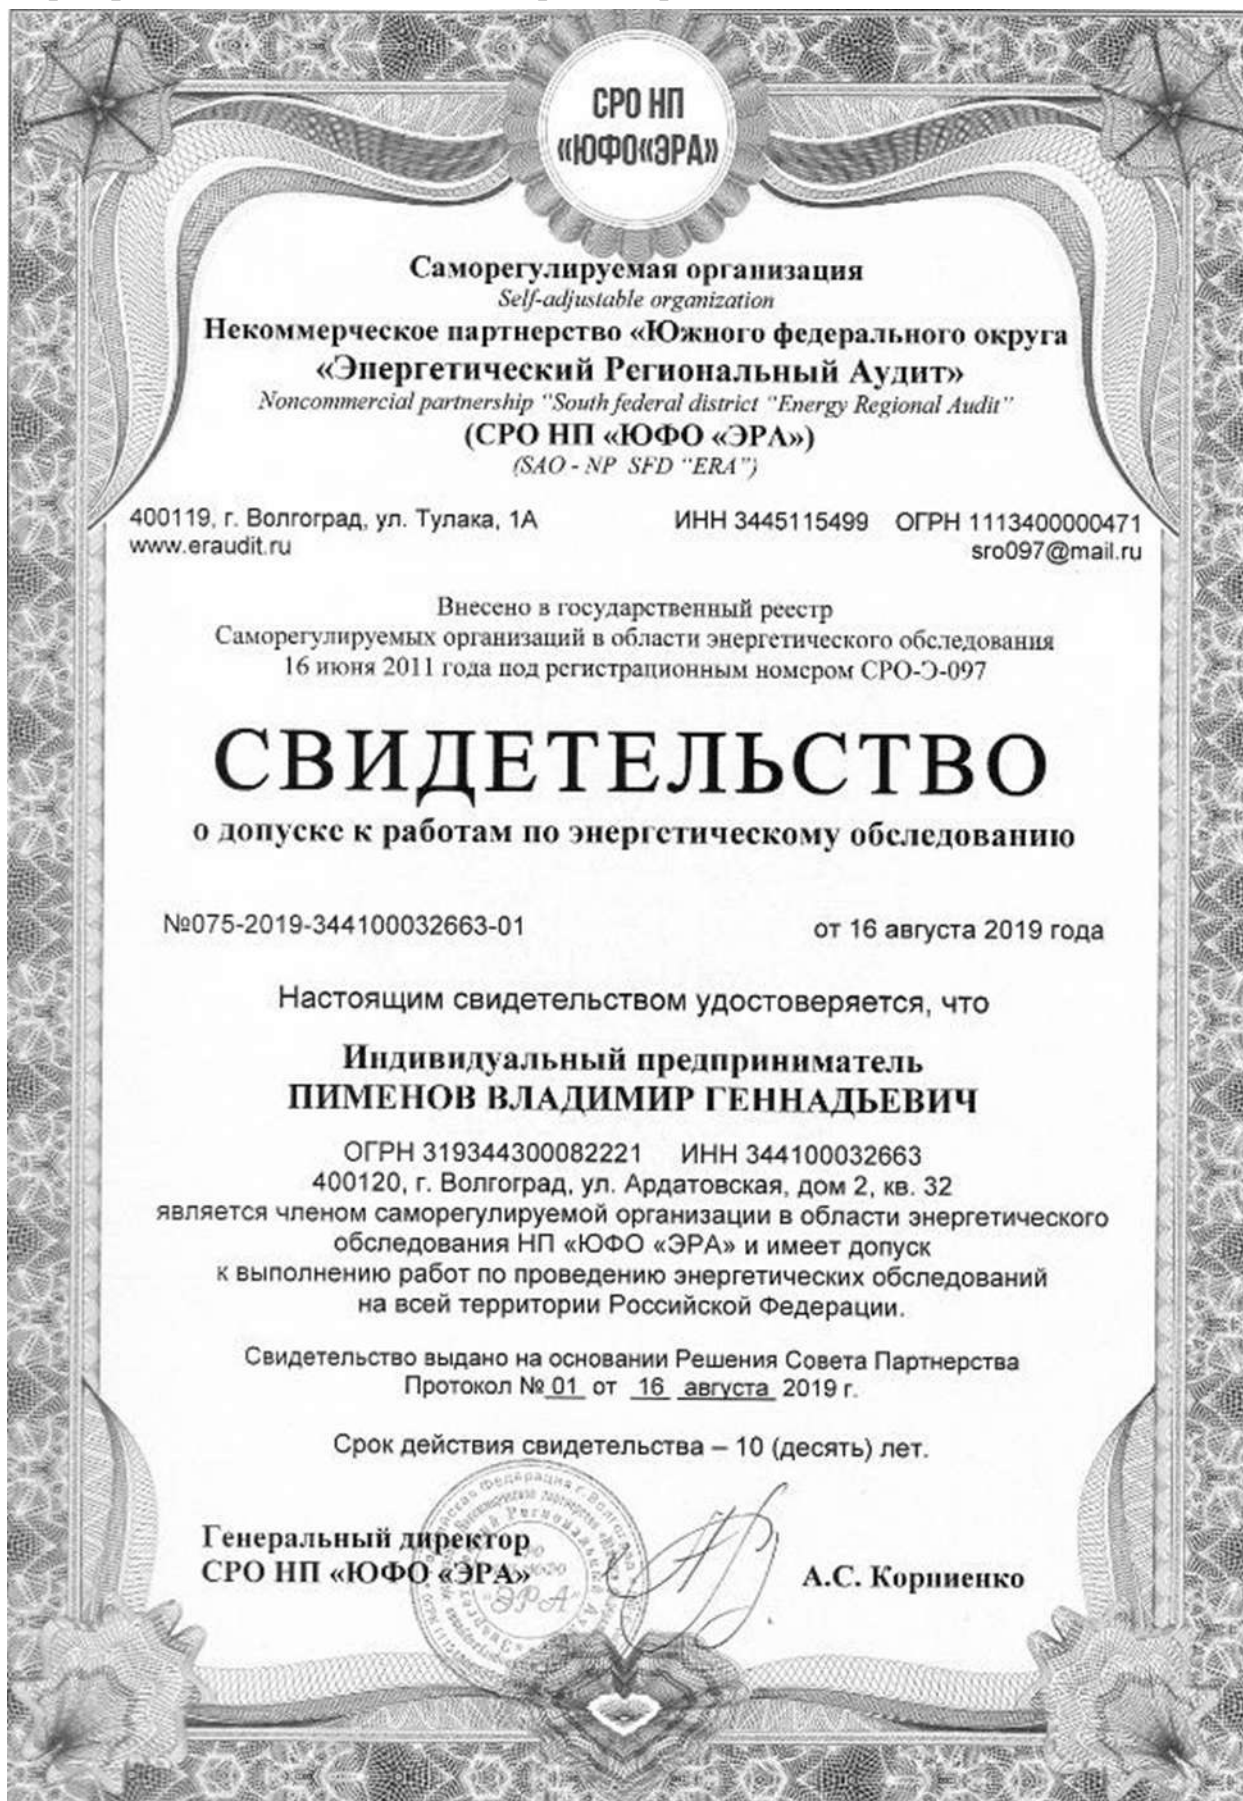 СРО НП
«ЮФО«ЭРА»
Саморегулируемая организация
Self-adjustable organization
Некоммерческое партнерство «Южного федерального округа
«Энергетический Региональный Аудит»
Noncommercial partnership "South federal district "Energy Regional Audit"
(СРО НП «ЮФО «ЭРА»)
(SAO - NP SFD "ERA")
400119, г. Волгоград, ул. Тулака, 1А ИНН 3445115499 ОГРН 1113400000471
www.eraudit.ru sro097@mail.ru
Внесено в государственный реестр
Саморегулируемых организаций в области энергетического обследования
16 июня 2011 года под регистрационным номером СРО-Э-097
СВИДЕТЕЛЬСТВО
о допуске к работам по энергетическому обследованию
№075-2019-344100032663-01 от 16 августа 2019 года
Настоящим свидетельством удостоверяется, что
Индивидуальный предприниматель
ПИМЕНОВ ВЛАДИМИР ГЕННАДЬЕВИЧ
ОГРН 319344300082221 ИНН 344100032663
400120, г. Волгоград, ул. Ардатовская, дом 2, кв. 32
является членом саморегулируемой организации в области энергетического
обследования НП «ЮФО «ЭРА» и имеет допуск
к выполнению работ по проведению энергетических обследований
на всей территории Российской Федерации.
Свидетельство выдано на основании Решения Совета Партнерства
Протокол № 01 от 16 августа 2019 г.
Срок действия свидетельства – 10 (десять) лет.
Генеральный директор
СРО НП «ЮФО «ЭРА»
А.С. Корниенко
"ЭРА"